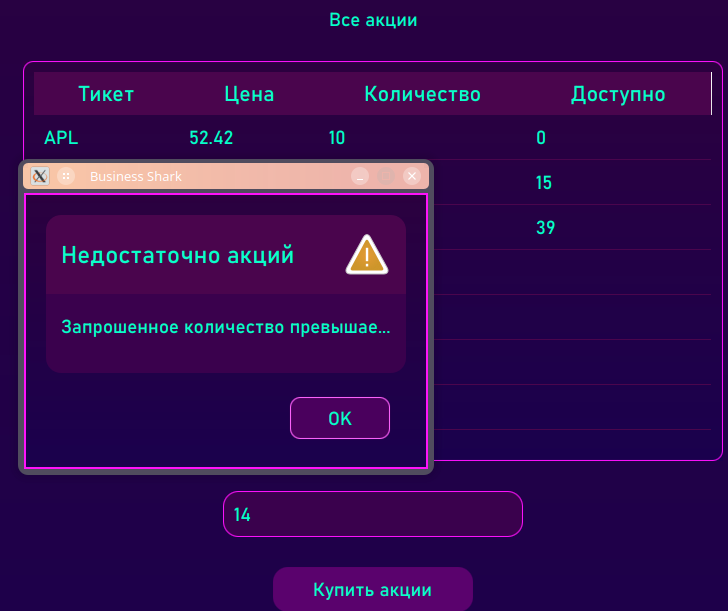 Все акции
Тикет Цена Количество Доступно
APL 52.42 10 0
15
39
Business Shark
Недостаточно акций
Запрошенное количество превышае...
OK
14
Купить акции